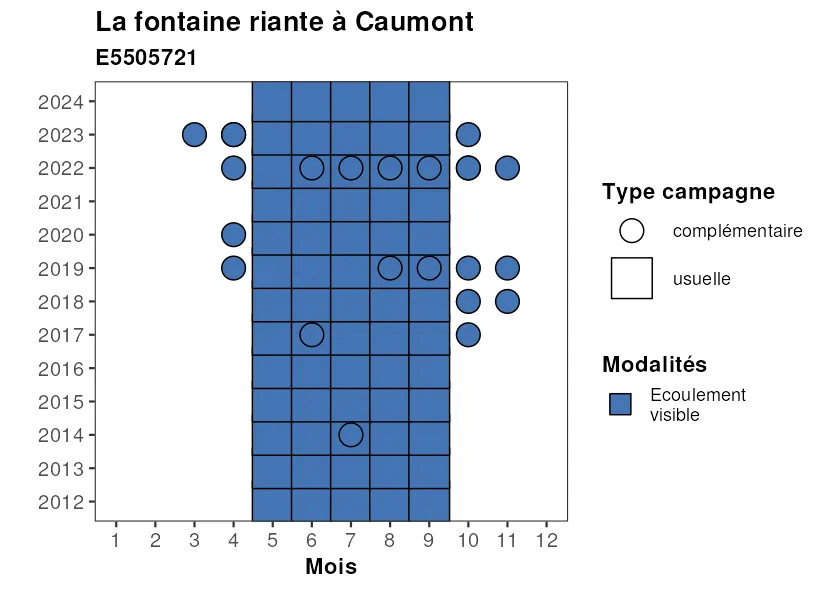 La fontaine riante à Caumont
E5505721
2024
2023
2022
2021
2020
2019
2018
2017
2016
2015
2014
2013
2012
1 2 3 4 5 6 7 8 9 10 11 12
Mois
Type campagne
complémentaire
usuelle
Modalités
Ecoulement
visible